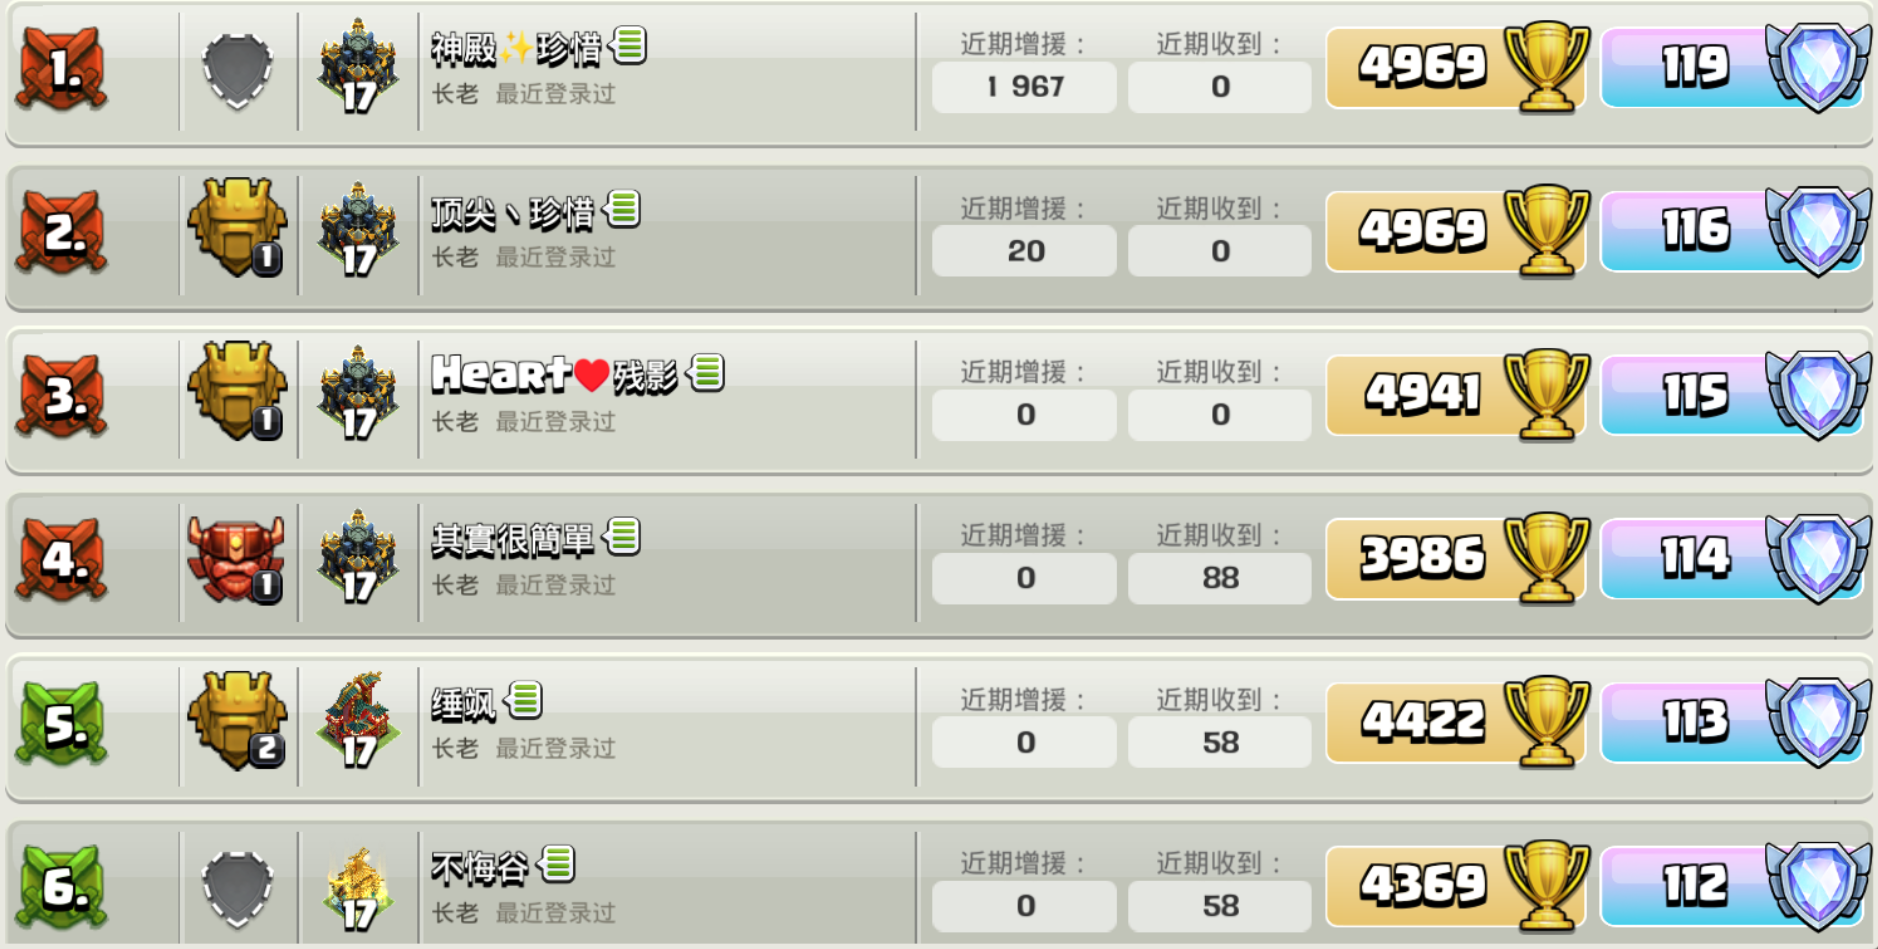 1. 17 神殿✨珍惜 近期增援： 近期收到： 4969 119
长老 最近登录过 1 967 0
2. 1 17 顶尖丶珍惜 近期增援： 近期收到： 4969 116
长老 最近登录过 20 0
3. 1 17 Heart❤️残影 近期增援： 近期收到： 4941 115
长老 最近登录过 0 0
4. 1 17 其實很簡單 近期增援： 近期收到： 3986 114
长老 最近登录过 0 88
5. 2 17 缍飒 近期增援： 近期收到： 4422 113
长老 最近登录过 0 58
6. 17 不悔谷 近期增援： 近期收到： 4369 112
长老 最近登录过 0 58